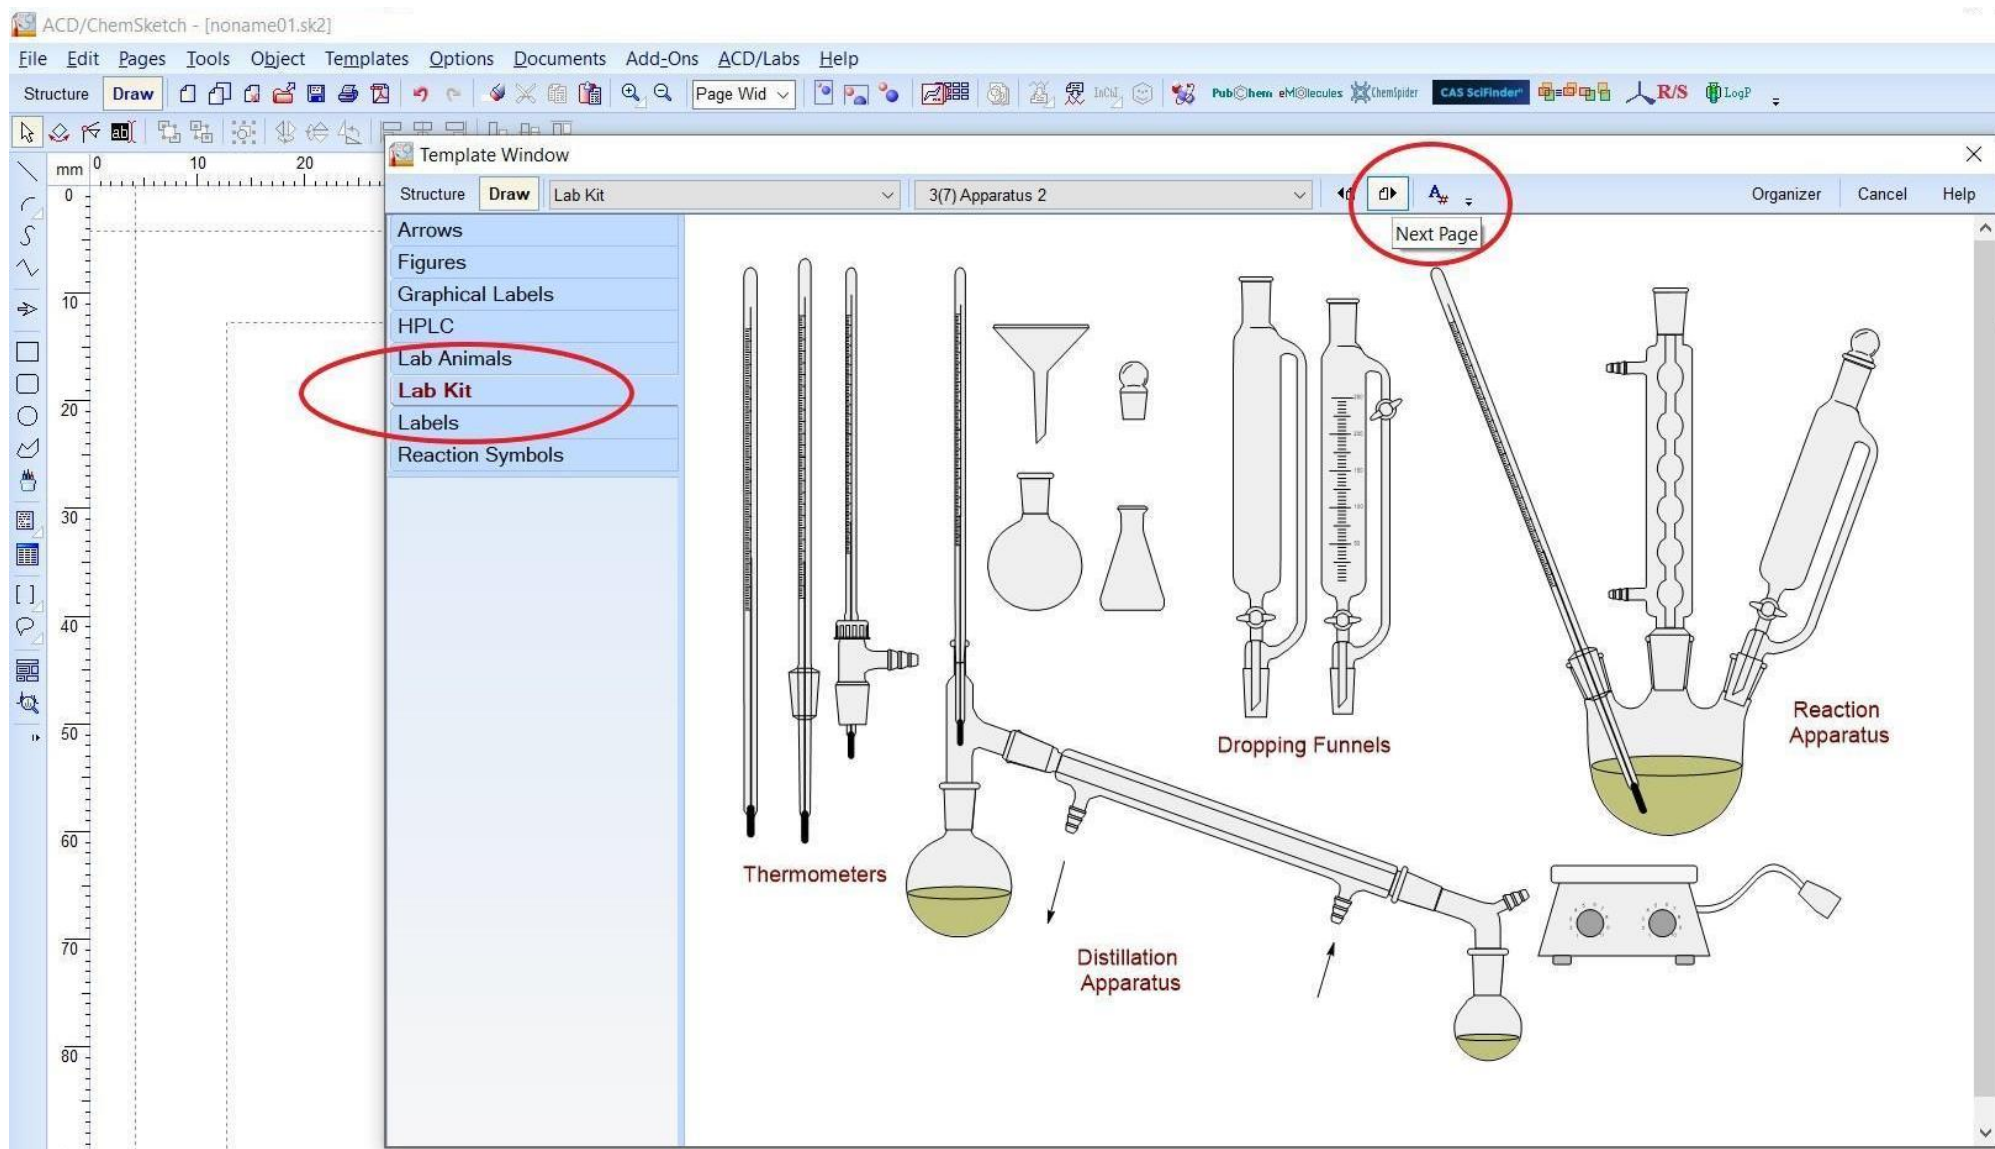 ACD/ChemSketch - [noname01.sk2]
File Edit Pages Tools Object Templates Options Documents Add-Ons ACD/Labs Help
Structure Draw Page Wid PubChem eMolecules ChemSpider CAS SciFinder R/S LogP
ab
mm 0 10 20
Template Window
Structure Draw Lab Kit 3(7) Apparatus 2 A# Organizer Cancel Help
Next Page
Arrows
Figures
Graphical Labels
HPLC
Lab Animals
Lab Kit
Labels
Reaction Symbols
0
10
20
30
40
50
60
70
80
Thermometers
Distillation
Apparatus
Dropping Funnels
Reaction
Apparatus